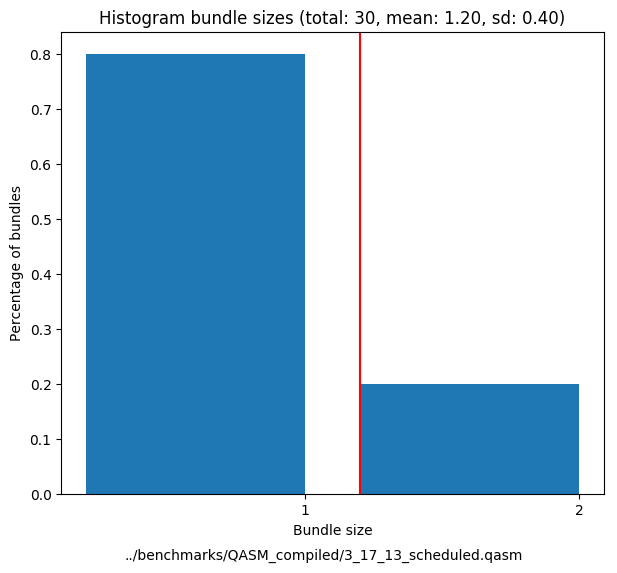 Histogram bundle sizes (total: 30, mean: 1.20, sd: 0.40)
0.8
0.7
0.6
0.5
0.4
0.3
0.2
0.1
0.0
Percentage of bundles
1
2
Bundle size
../benchmarks/QASM_compiled/3_17_13_scheduled.qasm